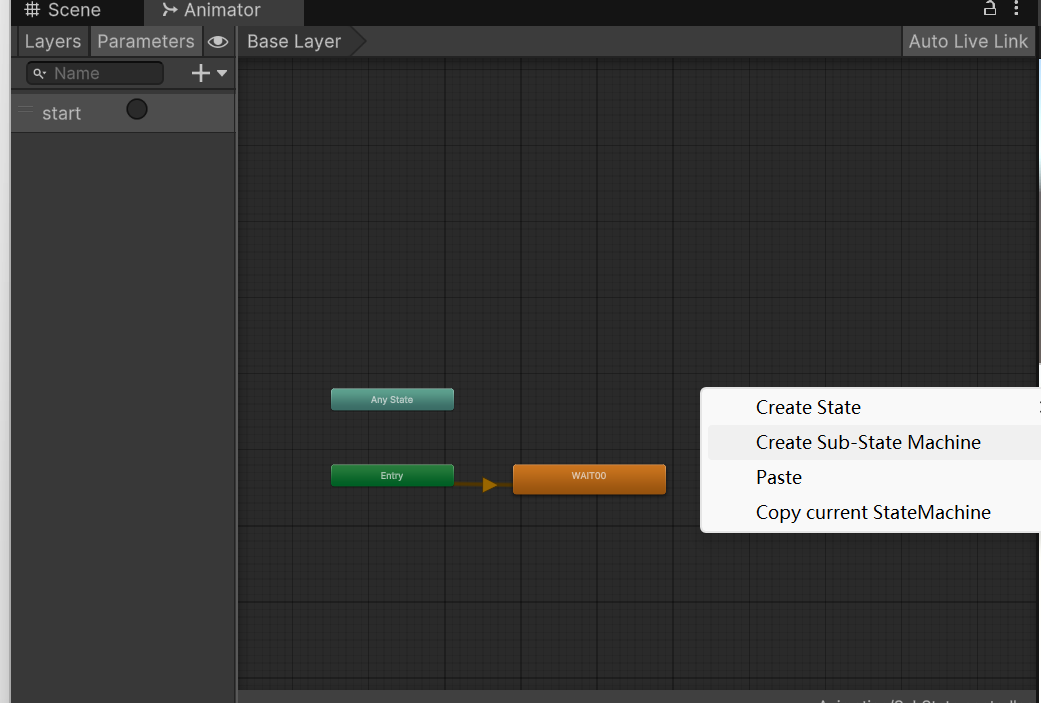 Scene Animator
Layers Parameters Base Layer Auto Live Link
Name
start
Any State
Create State
Create Sub-State Machine
Entry WAIT00
Paste
Copy current StateMachine